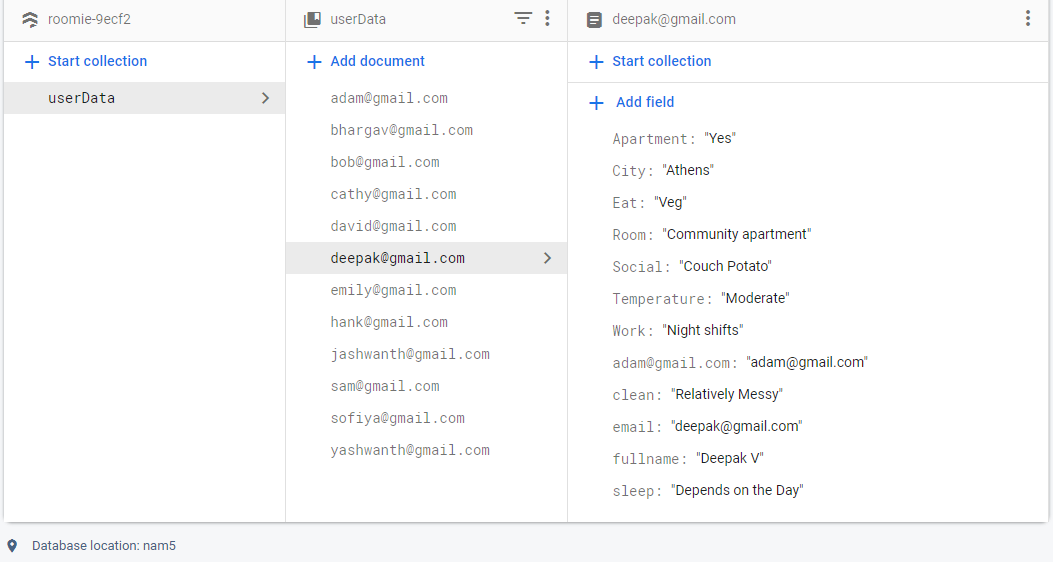 roomie-9ecf2
Start collection
userData
userData
Add document
adam@gmail.com
bhargav@gmail.com
bob@gmail.com
cathy@gmail.com
david@gmail.com
deepak@gmail.com
emily@gmail.com
hank@gmail.com
jashwanth@gmail.com
sam@gmail.com
sofiya@gmail.com
yashwanth@gmail.com
deepak@gmail.com
Start collection
Add field
Apartment: "Yes"
City: "Athens"
Eat: "Veg"
Room: "Community apartment"
Social: "Couch Potato"
Temperature: "Moderate"
Work: "Night shifts"
adam@gmail.com: "adam@gmail.com"
clean: "Relatively Messy"
email: "deepak@gmail.com"
fullname: "Deepak V"
sleep: "Depends on the Day"
Database location: nam5